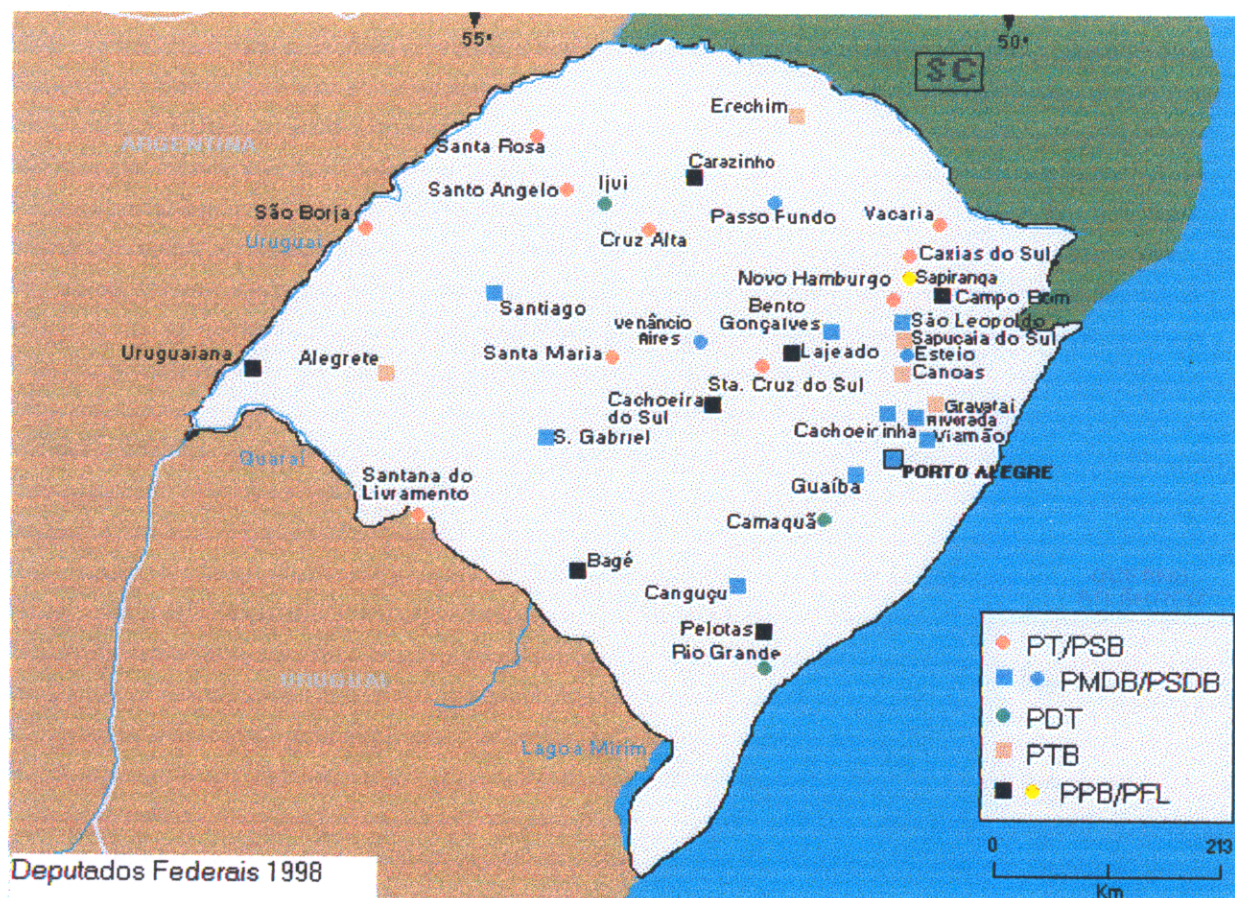 55°
50°
SC
Erechim
ARGENTINA
Santa Rosa
Carazinho
Santo Angelo
Ijui
São Borja
Passo Fundo
Vacaria
Uruguai
Cruz Alta
Caxias do Sul
Novo Hamburgo
Sapiranga
Santiago
Bento
Gonçalves
Campo Bom
São Leopoldo
Venâncio
Aires
Sapucaia do Sul
Uruguaiana
Alegrete
Santa Maria
Lajeado
Esteio
Canoas
Sta. Cruz do Sul
Cachoeira
do Sul
Gravatai
S. Gabriel
Cachoeirinha
Viamão
Quarai
PORTO ALEGRE
Santana do
Livramento
Guaíba
Camaquã
Bagé
Canguçu
Pelotas
Rio Grande
URUGUAI
Lagoa Mirim
PT/PSB
PMDB/PSDB
PDT
PTB
PPB/PFL
0 213
Km
Deputados Federais 1998